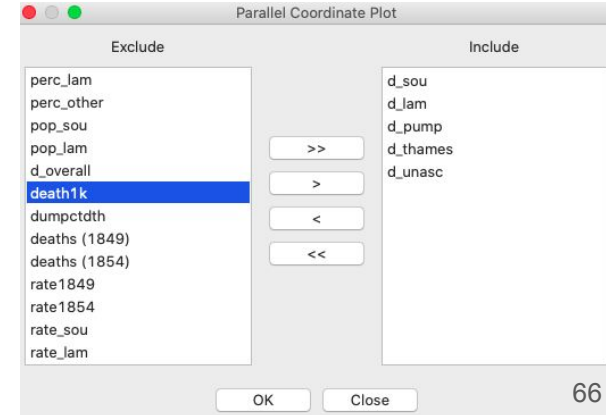 Parallel Coordinate Plot
Exclude
Include
perc_lam
perc_other
pop_sou
pop_lam
d_overall
death1k
dumpctdth
deaths (1849)
deaths (1854)
rate1849
rate1854
rate_sou
rate_lam
>>
>
<
<<
d_sou
d_lam
d_pump
d_thames
d_unasc
OK
Close
66